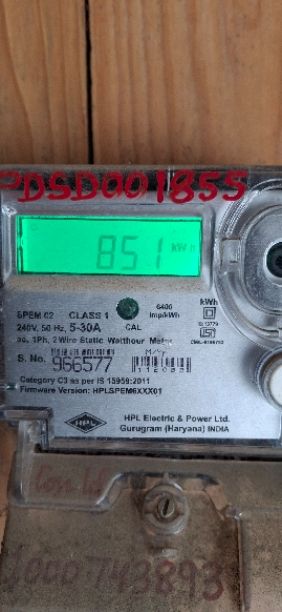 PDSD001855
851 kWh
SPEM 02 CLASS 1 6400 imp/kWh kWh
240V, 50 Hz, 5-30A CAL
ac, 1Ph, 2 Wire Static Watthour Meter
S. No. 966577
Category C3 as per IS 15959:2011
Firmware Version: HPLSPEM6XXX01
HPL
HPL Electric & Power Ltd.
Gurugram (Haryana) INDIA